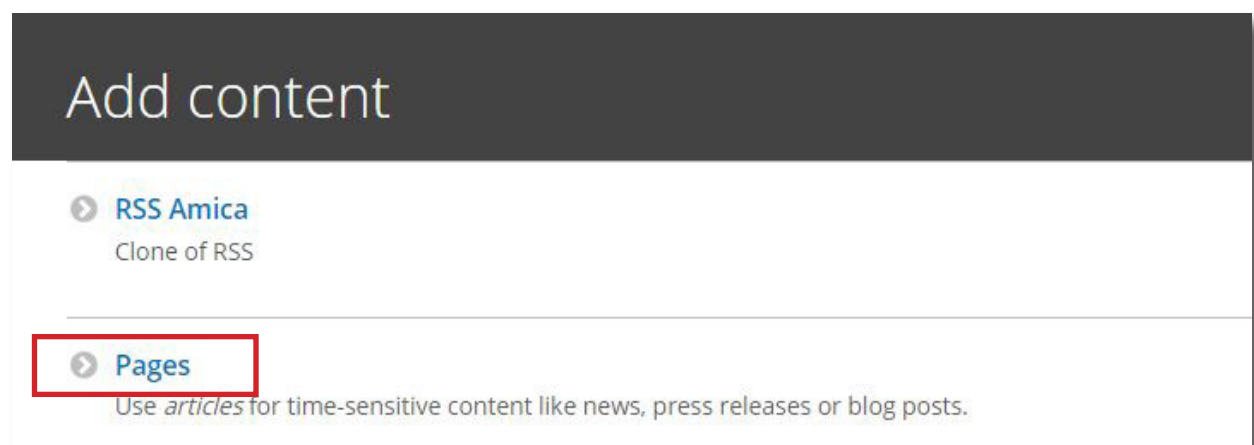 Add content
RSS Amica
Clone of RSS
Pages
Use articles for time-sensitive content like news, press releases or blog posts.